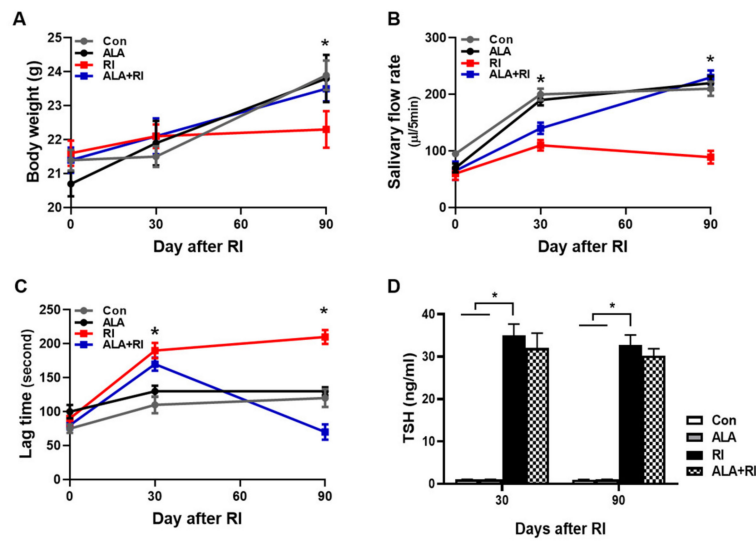 A
Con
ALA
RI
ALA+RI
*
Body weight (g)
25
24
23
22
21
20
0 30 60 90
Day after RI
B
Con
ALA
RI
ALA+RI
* *
Salivary flow rate
(μl/5min)
300
200
100
0
0 30 60 90
Day after RI
C
Con
ALA
RI
ALA+RI
* *
Lag time (second)
250
200
150
100
50
0
0 30 60 90
Day after RI
D
* *
TSH (ng/ml)
40
30
20
10
0
30 90
Days after RI
Con
ALA
RI
ALA+RI